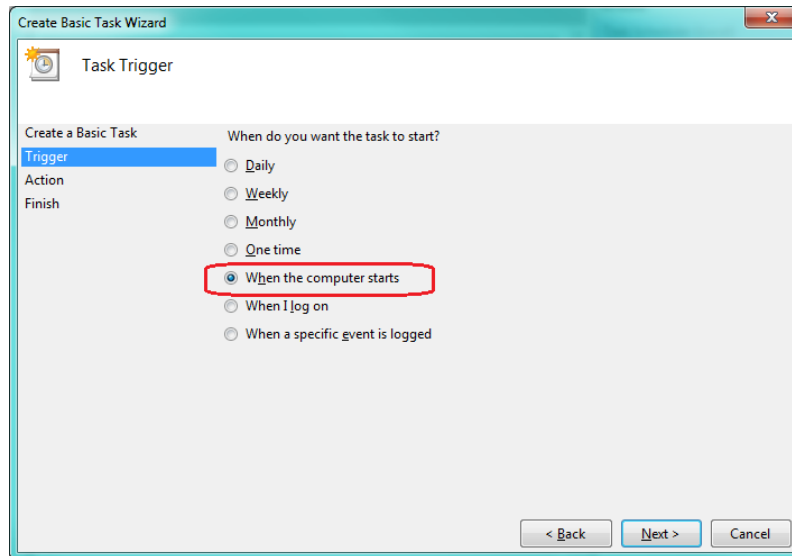 Create Basic Task Wizard
Task Trigger
Create a Basic Task
Trigger
Action
Finish
When do you want the task to start?
Daily
Weekly
Monthly
One time
When the computer starts
When I log on
When a specific event is logged
< Back
Next >
Cancel